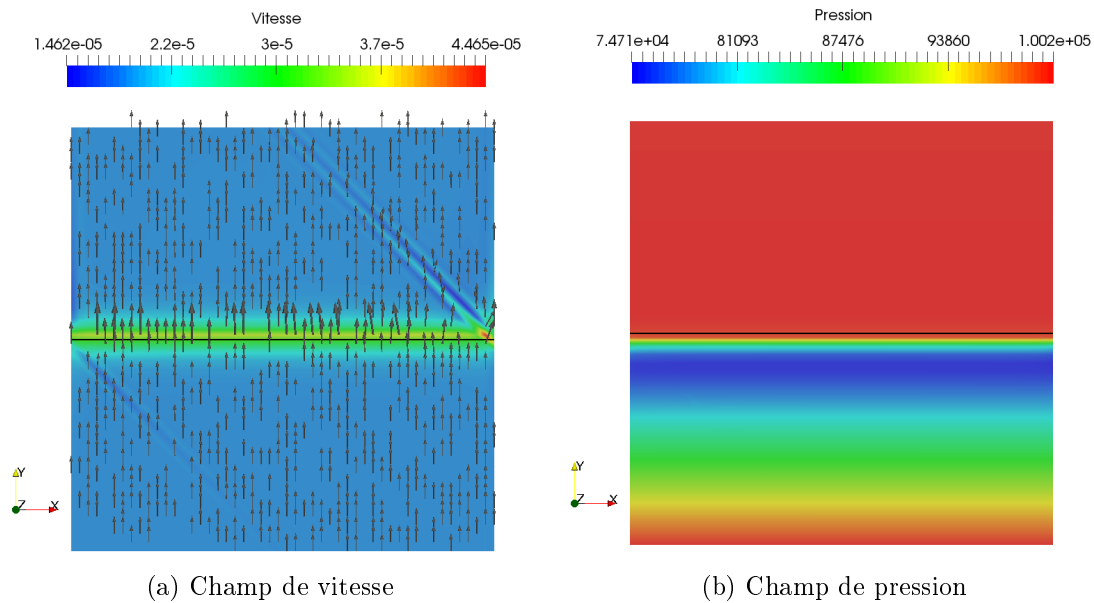 Vitesse
1.462e-05 2.2e-5 3e-5 3.7e-5 4.465e-05
Y
Z X
(a) Champ de vitesse
Pression
7.471e+04 81093 87476 93860 1.002e+05
Y
Z X
(b) Champ de pression